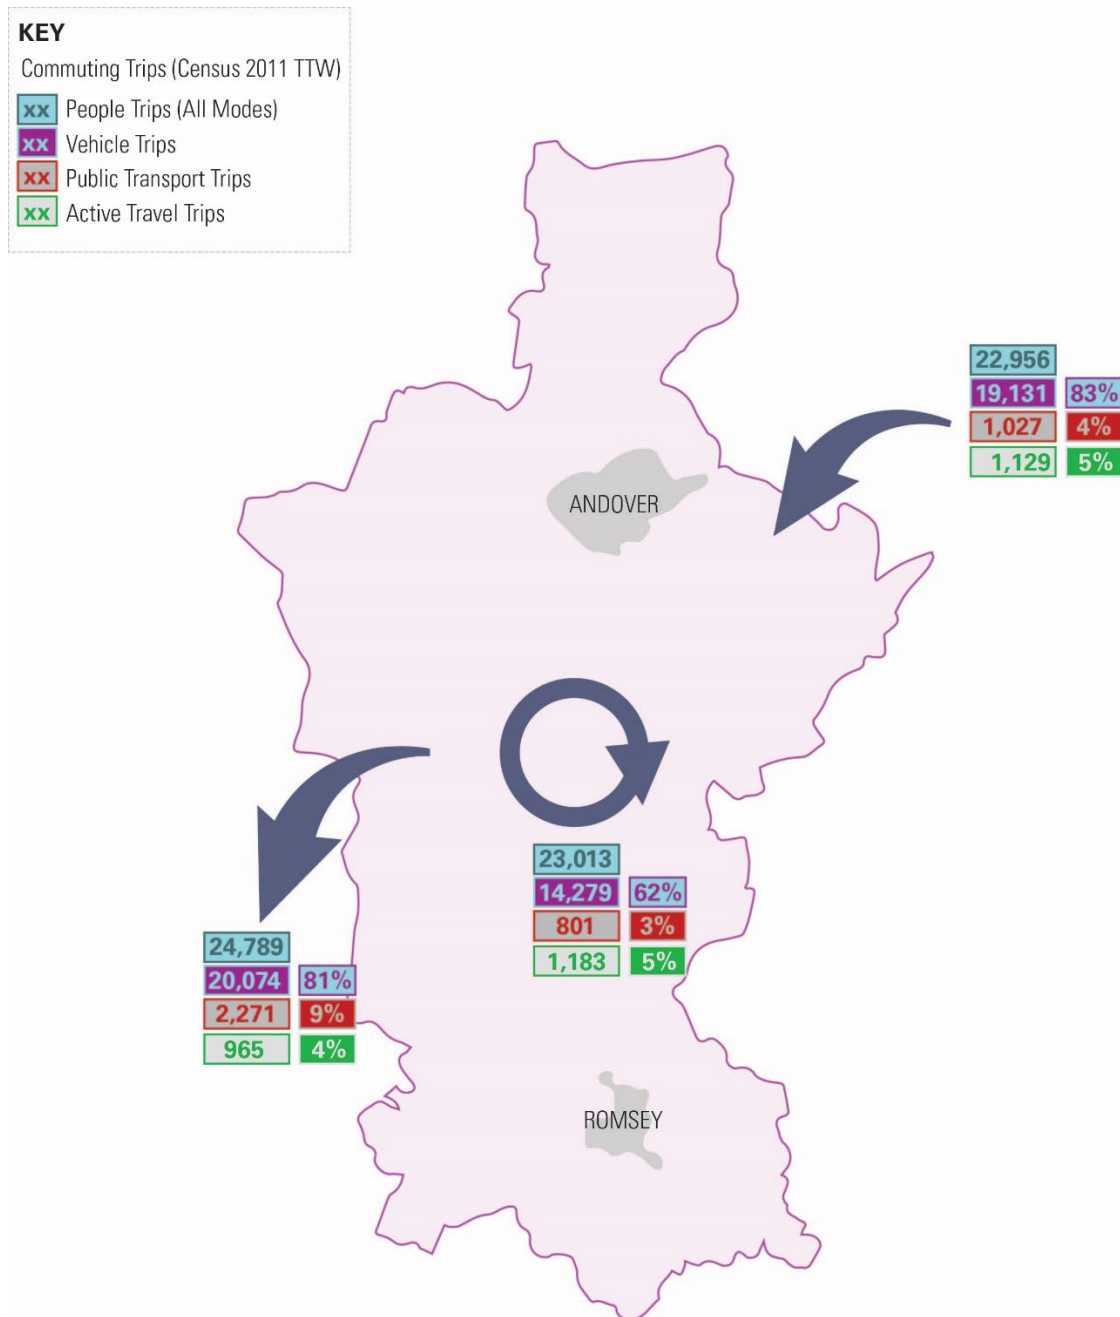 KEY
Commuting Trips (Census 2011 TTW)
xx People Trips (All Modes)
xx Vehicle Trips
xx Public Transport Trips
xx Active Travel Trips
22,956
19,131 83%
1,027 4%
1,129 5%
ANDOVER
23,013
14,279 62%
801 3%
1,183 5%
24,789
20,074 81%
2,271 9%
965 4%
ROMSEY